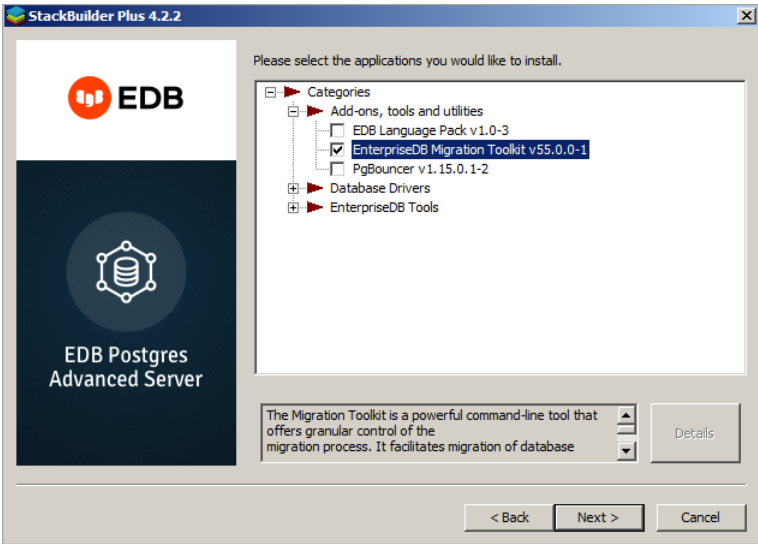 StackBuilder Plus 4.2.2
EDB
Please select the applications you would like to install.
Categories
Add-ons, tools and utilities
EDB Language Pack v1.0-3
EnterpriseDB Migration Toolkit v55.0.0-1
PgBouncer v1.15.0.1-2
Database Drivers
EnterpriseDB Tools
EDB Postgres
Advanced Server
The Migration Toolkit is a powerful command-line tool that
offers granular control of the
migration process. It facilitates migration of database
Details
< Back
Next >
Cancel